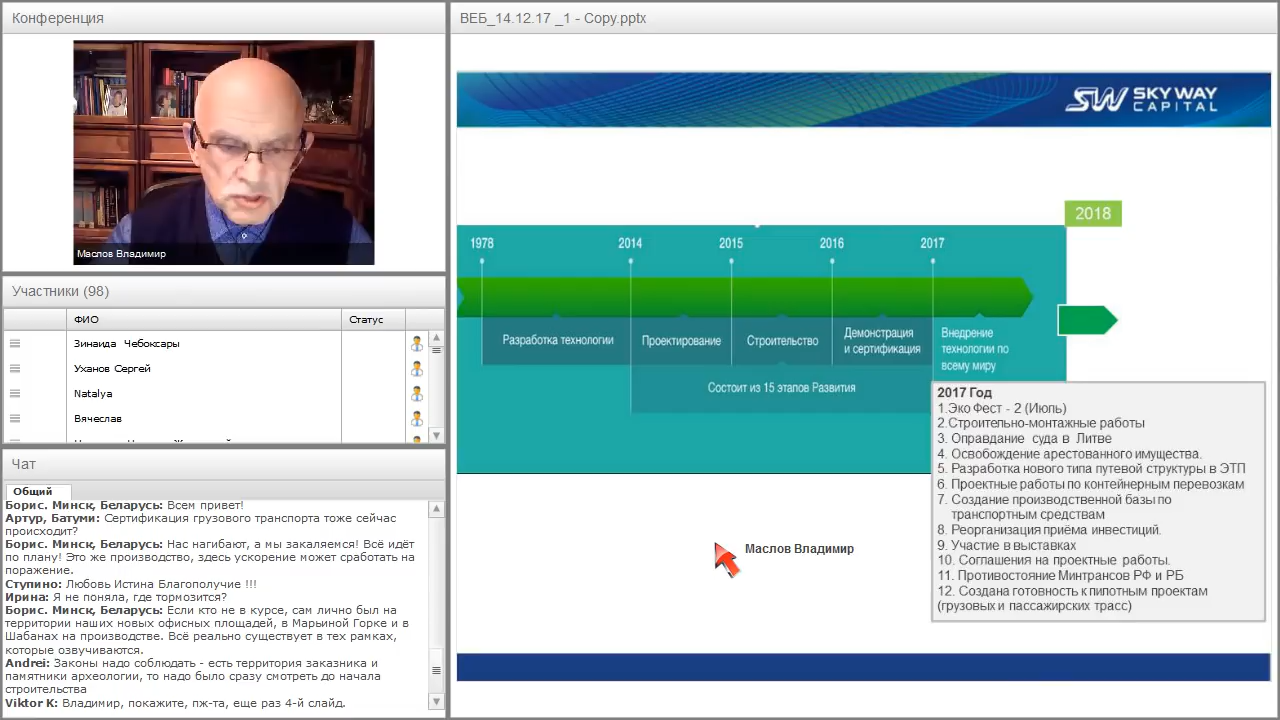 Конференция
Маслов Владимир
Участники (98)
ФИО
Статус
Зинаида Чебоксары
Уханов Сергей
Natalya
Вячеслав
Чат
Общий
Борис. Минск, Беларусь: Всем привет!
Артур, Батуми: Сертификация грузового транспорта тоже сейчас
происходит?
Борис. Минск, Беларусь: Нас нагибают, а мы закаляемся! Всё идёт
по плану! Это же производство, здесь ускорение может сработать на
поражение.
Ступино: Любовь Истина Благополучие !!!
Ирина: Я не поняла, где тормозится?
Борис. Минск, Беларусь: Если кто не в курсе, сам лично был на
территории наших новых офисных площадей, в Марьиной Горке и в
Шабанах на производстве. Всё реально существует в тех рамках,
которые озвучиваются.
Andrei: Законы надо соблюдать - есть территория заказника и
памятники археологии, то надо было сразу смотреть до начала
строительства
Viktor K: Владимир, покажите, пж-та, еще раз 4-й слайд.
ВЕБ_14.12.17 _1 - Copy.pptx
SW SKY WAY
CAPITAL
2018
1978
2014
2015
2016
2017
Разработка технологии
Проектирование
Строительство
Демонстрация
и сертификация
Внедрение
технологии по
всему миру
Состоит из 15 этапов Развития
2017 Год
1.Эко Фест - 2 (Июль)
2.Строительно-монтажные работы
3. Оправдание суда в Литве
4. Освобождение арестованного имущества.
5. Разработка нового типа путевой структуры в ЭТП
6. Проектные работы по контейнерным перевозкам
7. Создание производственной базы по
транспортным средствам
8. Реорганизация приёма инвестиций.
9. Участие в выставках
10. Соглашения на проектные работы.
11. Противостояние Минтрансов РФ и РБ
12. Создана готовность к пипотным проектам
(грузовых и пассажирских трасс)
Маслов Владимир